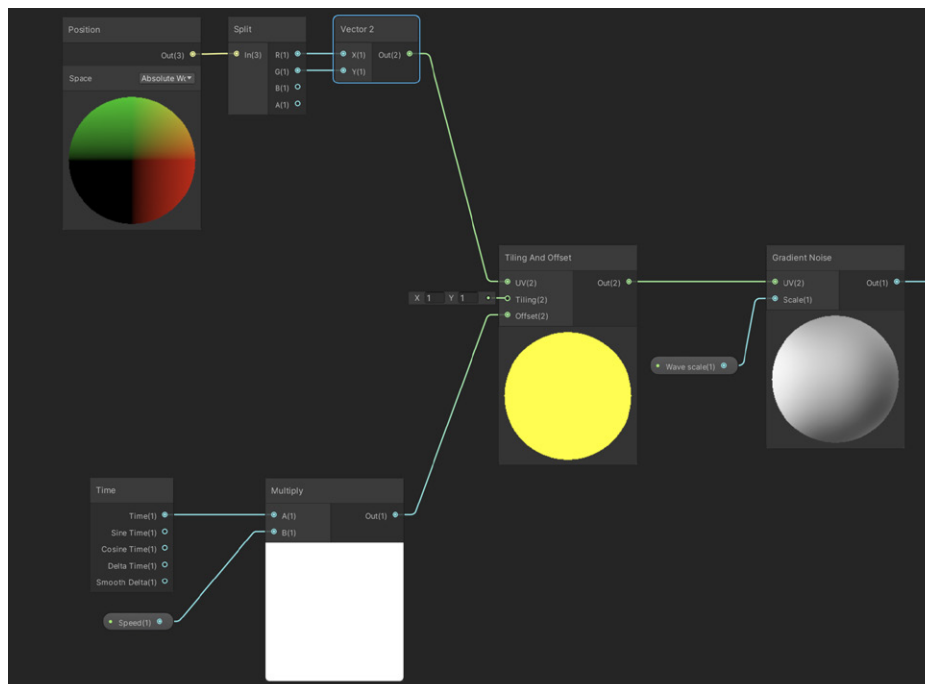 Position
Out(3)
Space
Absolute Wo
Split
In(3)
R(1)
G(1)
B(1)
A(1)
Vector 2
X(1)
Out(2)
Y(1)
Tiling And Offset
UV(2)
Out(2)
X 1 Y 1
Tiling(2)
Offset(2)
Gradient Noise
UV(2)
Out(1)
Scale(1)
Wave scale(1)
Time
Time(1)
Sine Time(1)
Cosine Time(1)
Delta Time(1)
Smooth Delta(1)
Speed(1)
Multiply
A(1)
Out(1)
B(1)